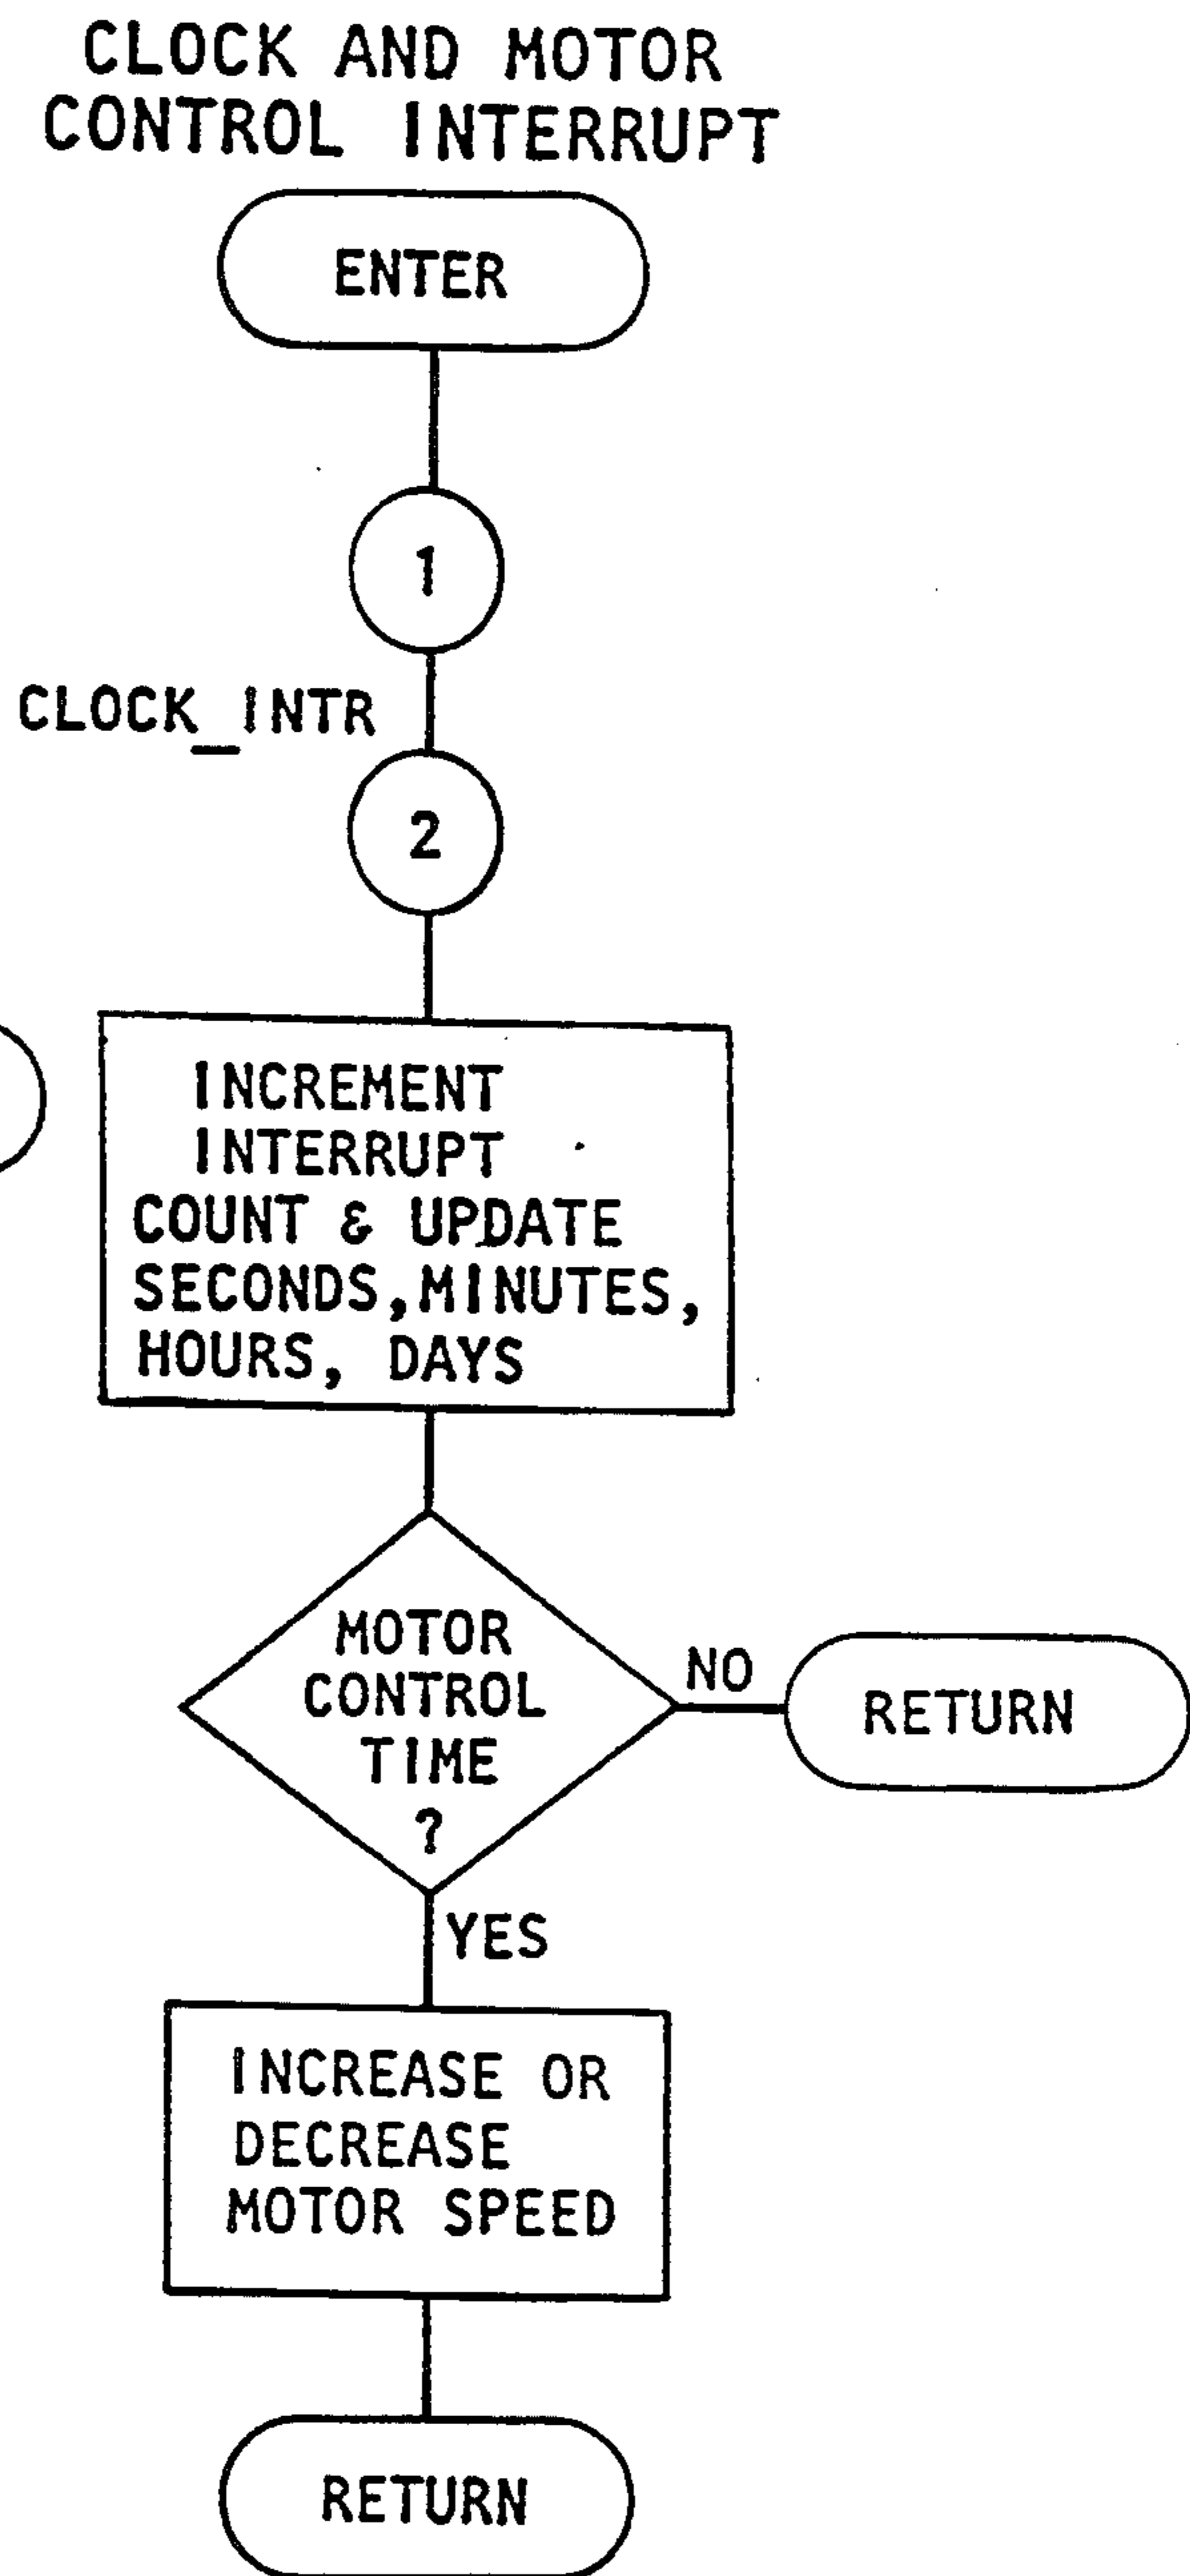 CLOCK AND MOTOR
CONTROL INTERRUPT
ENTER
1
CLOCK_INTR
2
INCREMENT
INTERRUPT
COUNT & UPDATE
SECONDS, MINUTES,
HOURS, DAYS
MOTOR
CONTROL
TIME
?
NO
RETURN
YES
INCREASE OR
DECREASE
MOTOR SPEED
RETURN